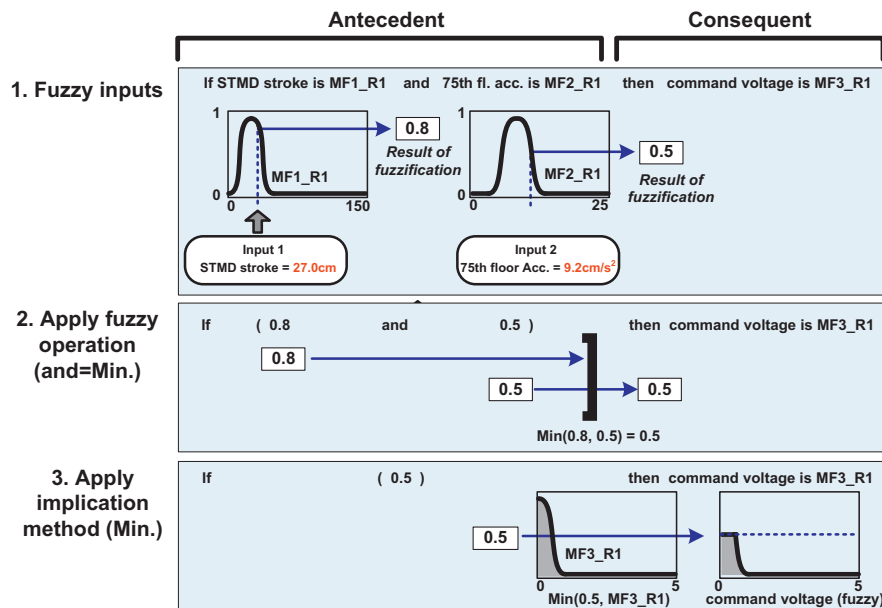 Antecedent
Consequent
1. Fuzzy inputs
If STMD stroke is MF1_R1 and 75th fl. acc. is MF2_R1 then command voltage is MF3_R1
1
0.8
Result of
fuzzification
MF1_R1
0
0
150
1
0.5
Result of
fuzzification
MF2_R1
0
0
25
Input 1
STMD stroke = 27.0cm
Input 2
75th floor Acc. = 9.2cm/s²
2. Apply fuzzy
operation
(and=Min.)
If ( 0.8 and 0.5 ) then command voltage is MF3_R1
0.8
0.5
0.5
Min(0.8, 0.5) = 0.5
3. Apply
implication
method (Min.)
If ( 0.5 ) then command voltage is MF3_R1
0.5
MF3_R1
0
5
Min(0.5, MF3_R1)
0
5
command voltage (fuzzy)